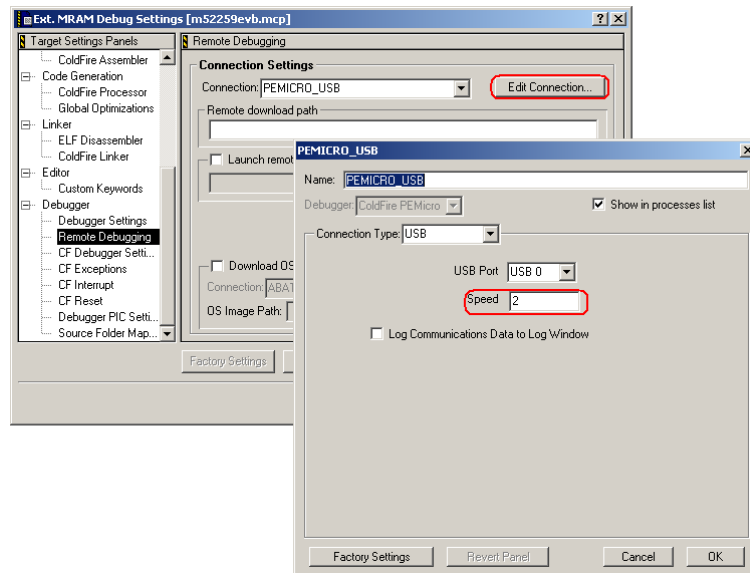 Ext. MRAM Debug Settings [m52259evb.mcp]
Target Settings Panels
ColdFire Assembler
Code Generation
ColdFire Processor
Global Optimizations
Linker
ELF Disassembler
ColdFire Linker
Editor
Custom Keywords
Debugger
Debugger Settings
Remote Debugging
CF Debugger Setti...
CF Exceptions
CF Interrupt
CF Reset
Debugger PIC Setti...
Source Folder Map...
Remote Debugging
Connection Settings
Connection: PEMICRO_USB
Edit Connection...
Remote download path
Launch remot
Download OS
Connection: ABAT
OS Image Path:
Factory Settings
PEMICRO_USB
Name: PEMICRO_USB
Debugger: ColdFire PEMicro
Show in processes list
Connection Type: USB
USB Port USB 0
Speed 2
Log Communications Data to Log Window
Factory Settings
Revert Panel
Cancel
OK